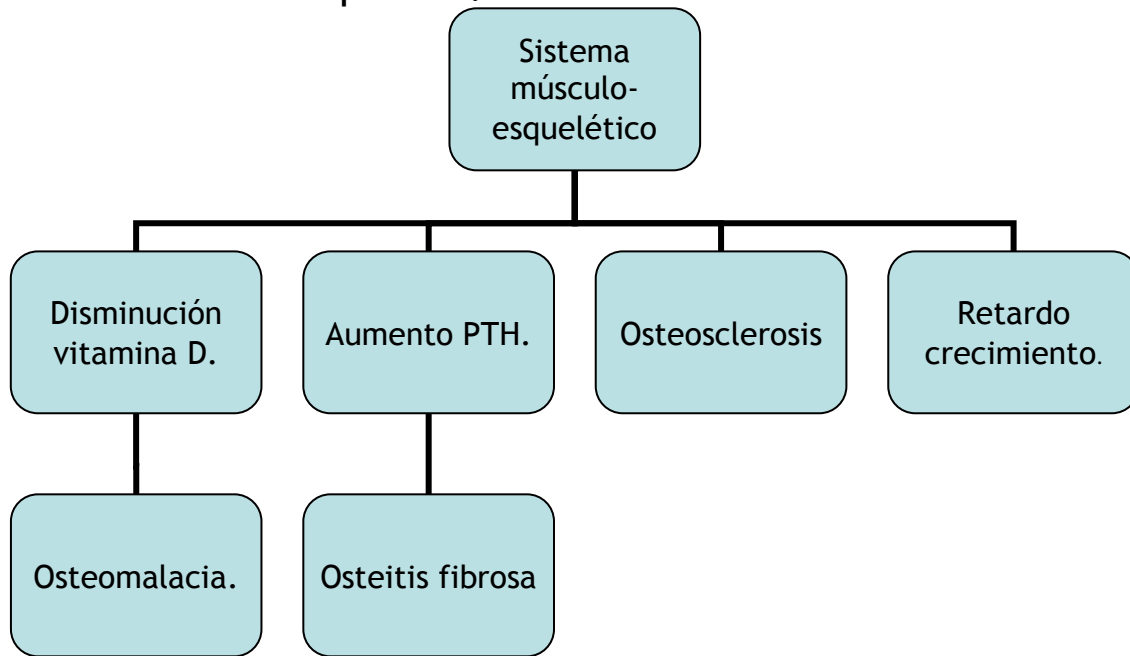 Sistema
músculo-
esquelético
Disminución
vitamina D.
Aumento PTH.
Osteosclerosis
Retardo
crecimiento.
Osteomalacia.
Osteitis fibrosa